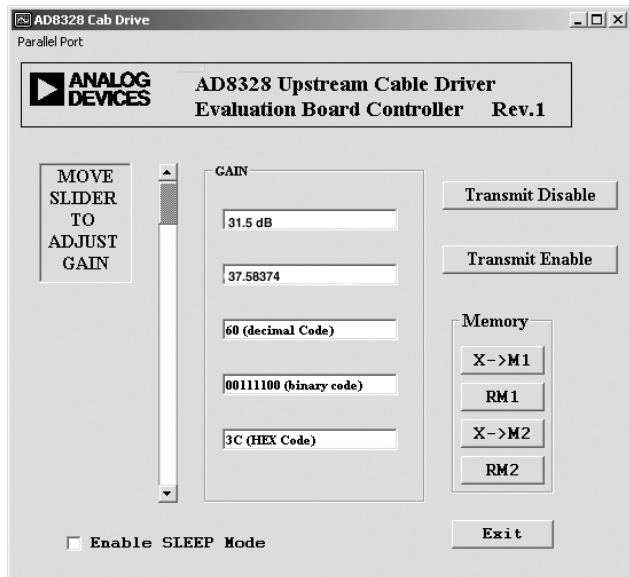 AD8328 Cab Drive
Parallel Port
ANALOG
DEVICES
AD8328 Upstream Cable Driver
Evaluation Board Controller Rev.1
MOVE
SLIDER
TO
ADJUST
GAIN
GAIN
31.5 dB
37.58374
60 (decimal Code)
00111100 (binary code)
3C (HEX Code)
Transmit Disable
Transmit Enable
Memory
X->M1
RM1
X->M2
RM2
Enable SLEEP Mode
Exit